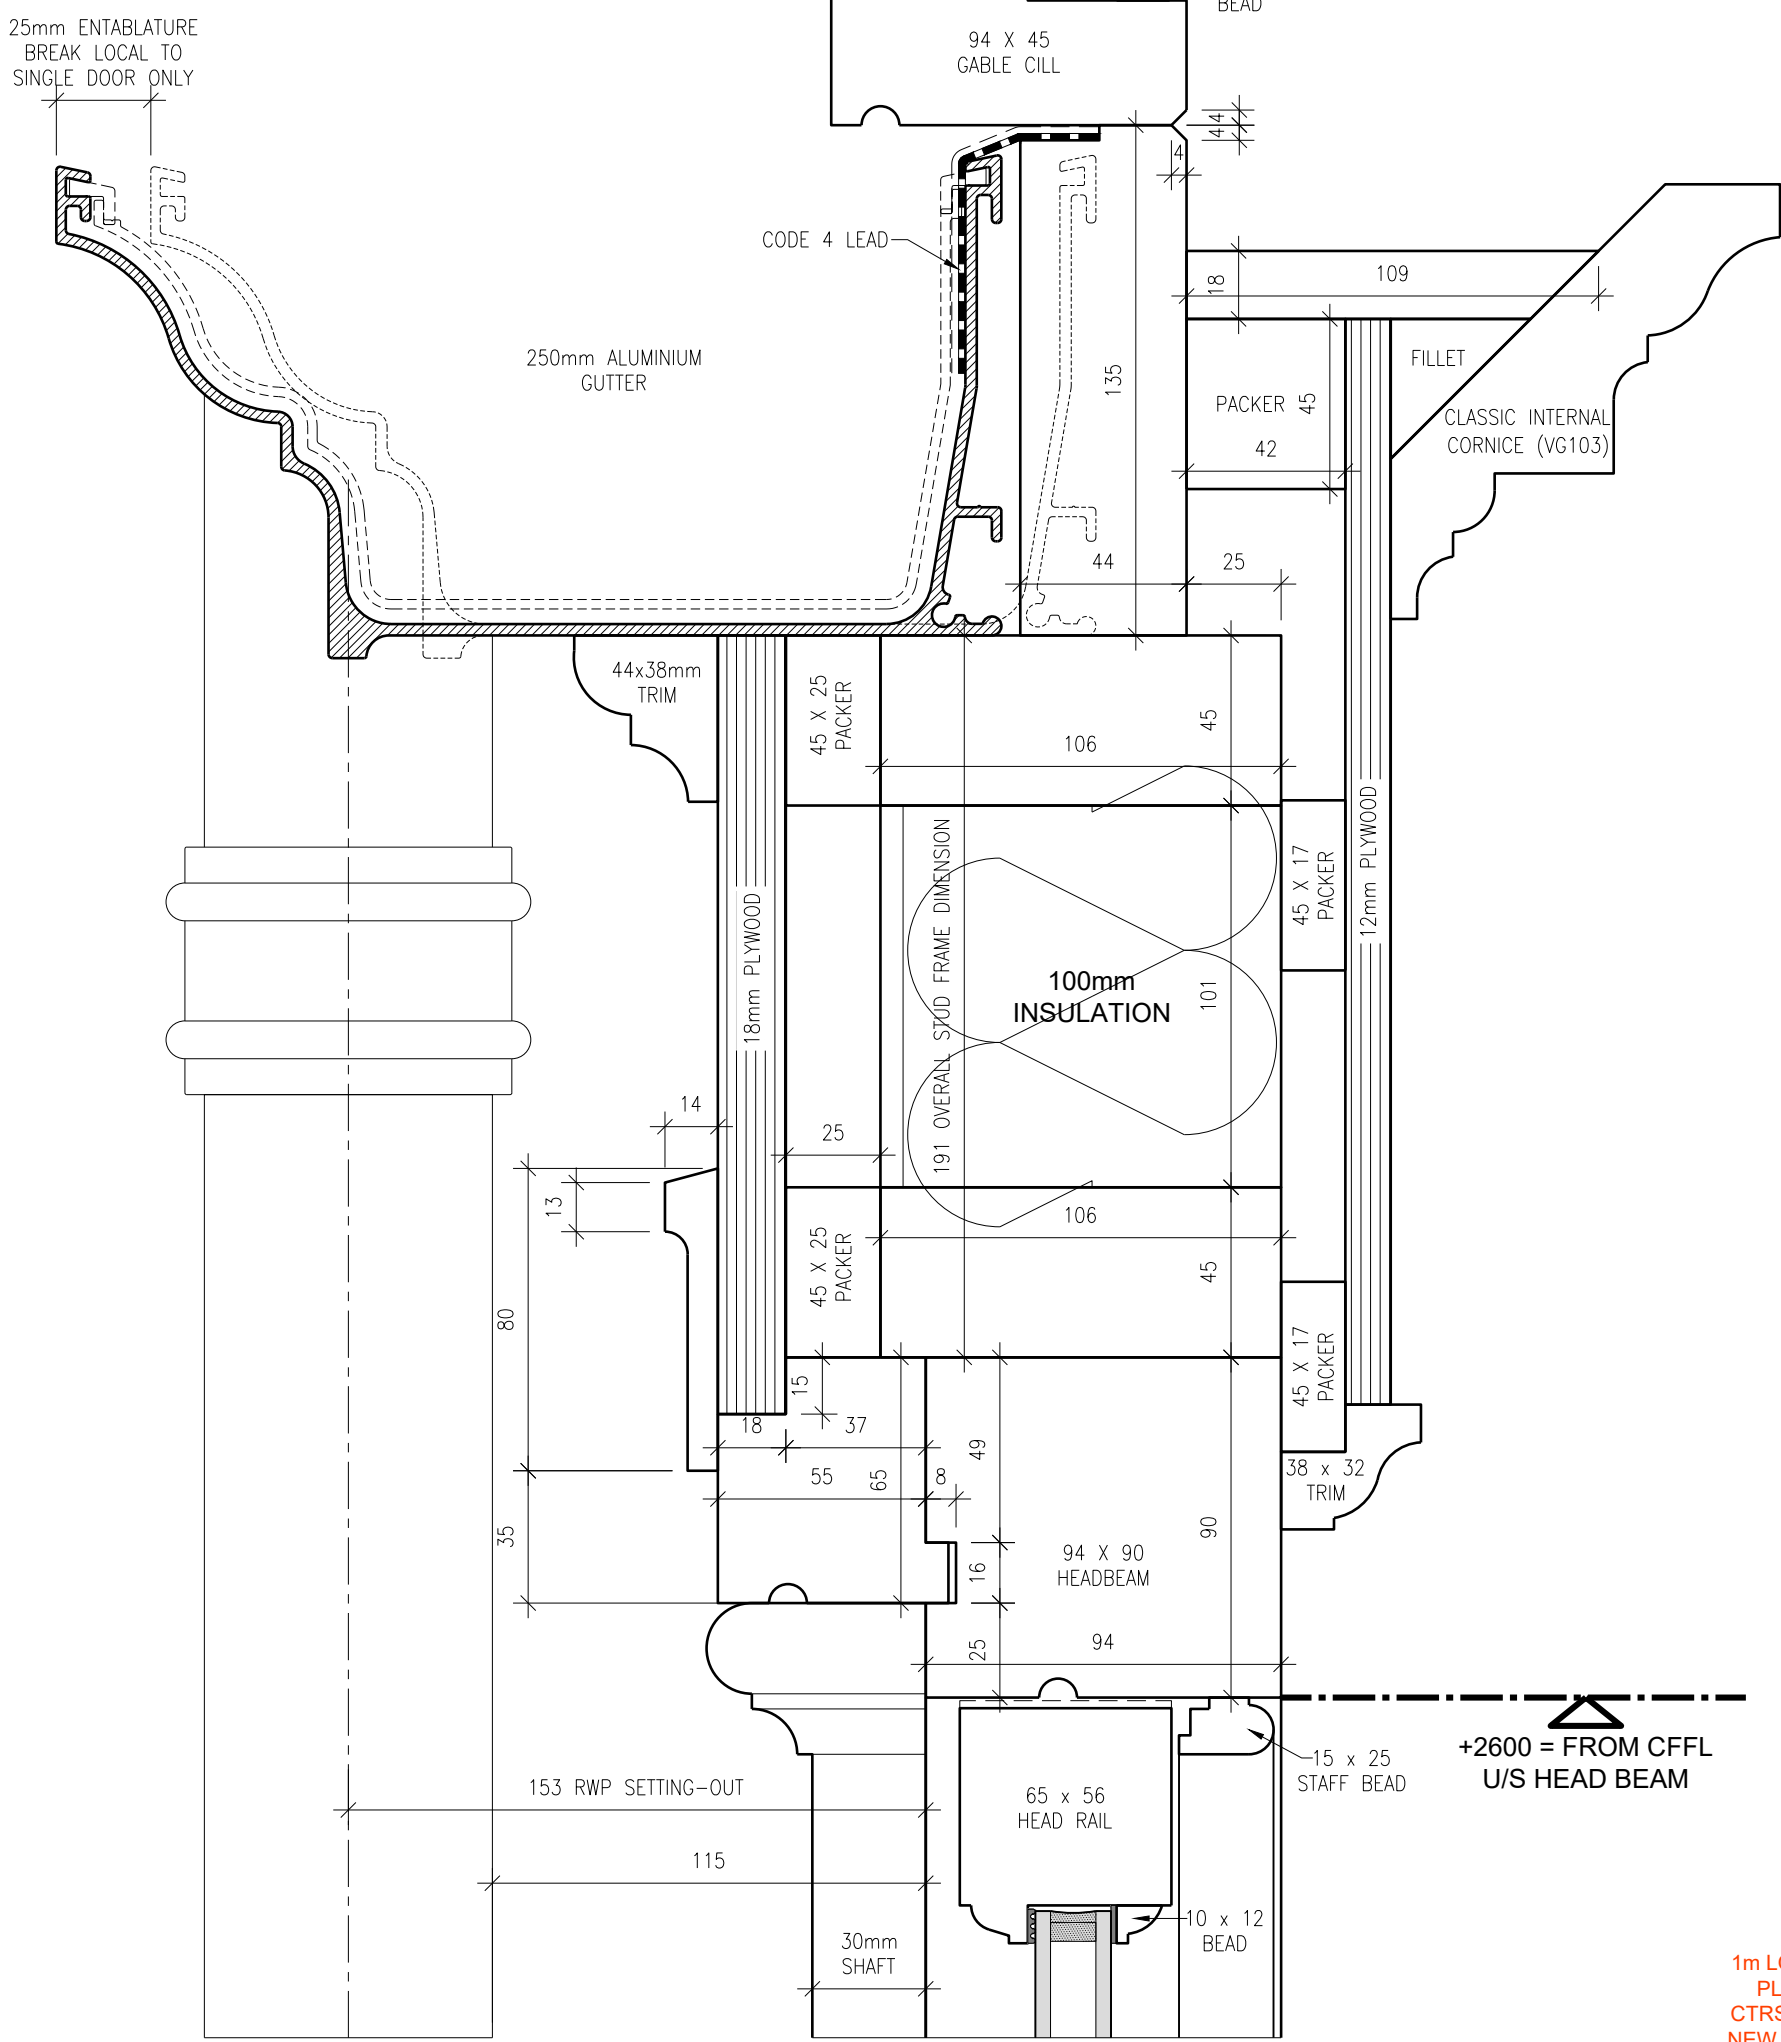 25mm ENTABLATURE
BREAK LOCAL TO
SINGLE DOOR ONLY
BEAD
94 X 45
GABLE CILL
44
4
CODE 4 LEAD
109
18
250mm ALUMINIUM
GUTTER
135
FILLET
PACKER
45
42
CLASSIC INTERNAL
CORNICE (VG103)
44
25
44x38mm
TRIM
45 X 25
PACKER
45
106
18mm PLYWOOD
191 OVERALL STUD FRAME DIMENSION
100mm
INSULATION
101
45 X 17
PACKER
12mm PLYWOOD
14
25
13
80
45 X 25
PACKER
106
45
45 X 17
PACKER
15
18
37
49
55
65
8
38 x 32
TRIM
35
16
94 X 90
HEADBEAM
90
25
94
+2600 = FROM CFFL
U/S HEAD BEAM
15 x 25
STAFF BEAD
153 RWP SETTING-OUT
65 x 56
HEAD RAIL
115
10 x 12
BEAD
30mm
SHAFT
1m
CTRS
NEW